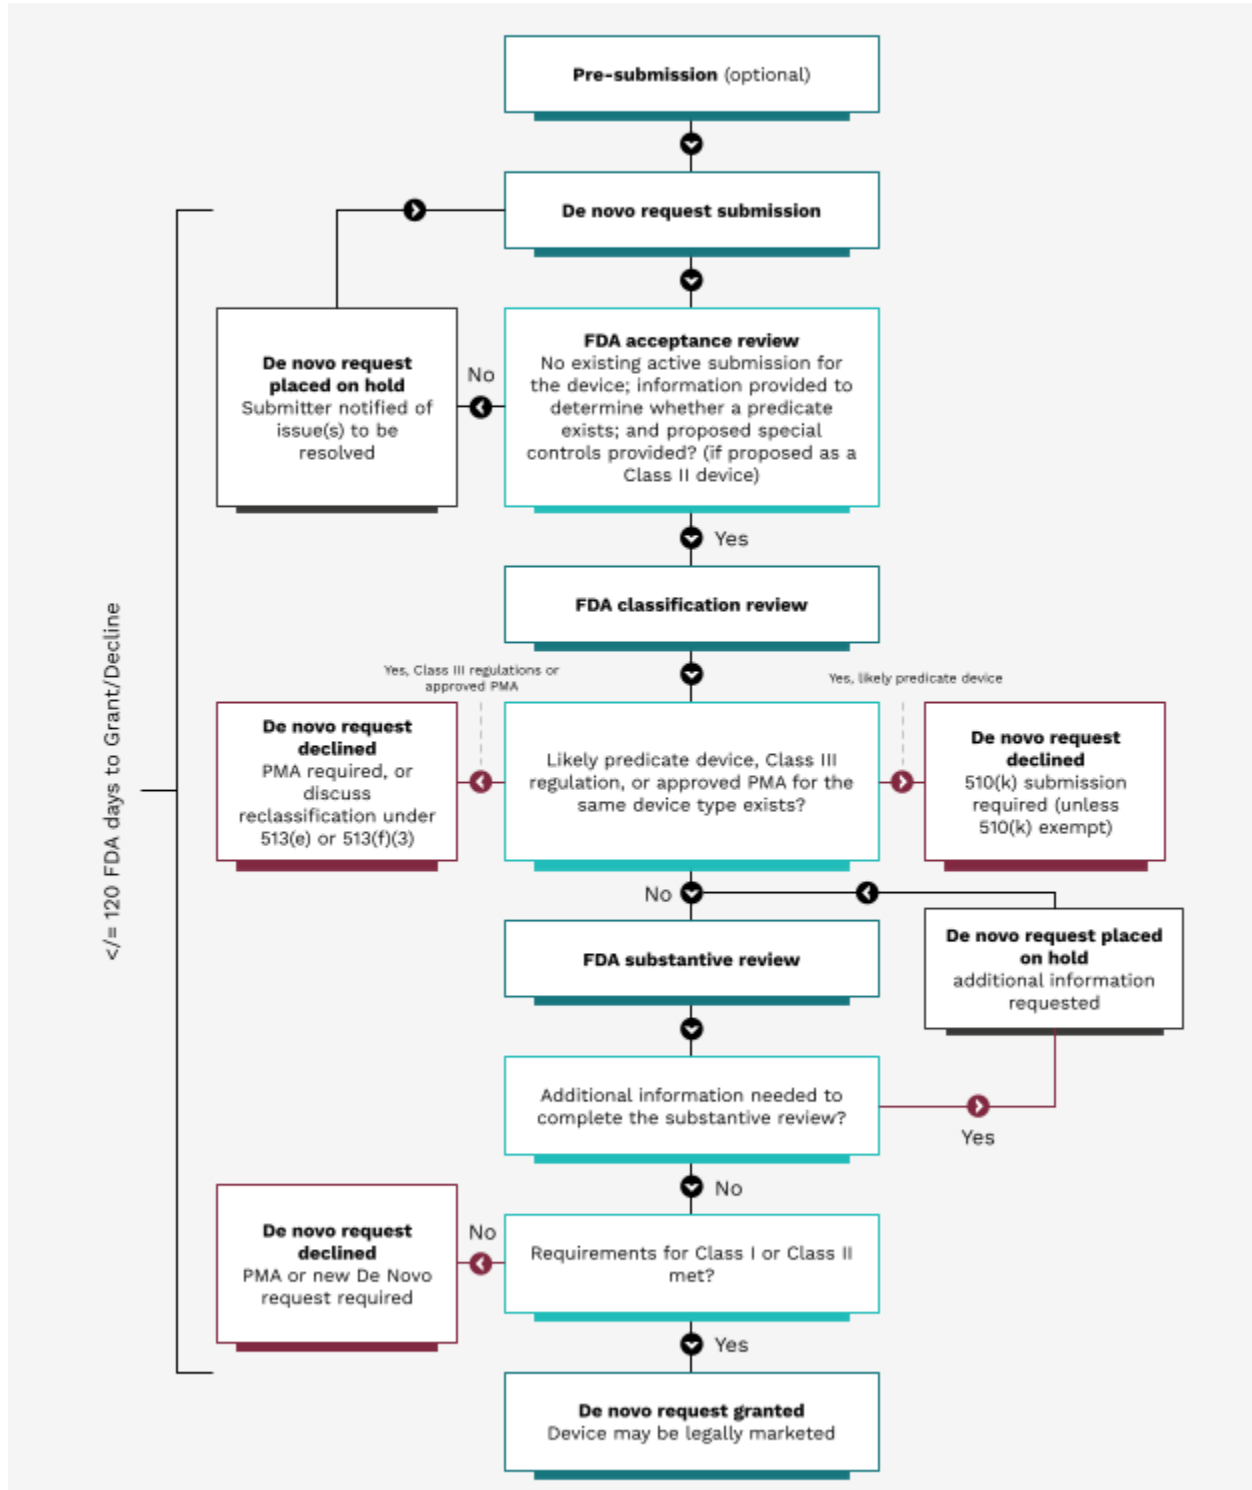 Pre-submission (optional)
De novo request submission
De novo request
placed on hold
Submitter notified of
issue(s) to be
resolved
No
FDA acceptance review
No existing active submission for
the device; information provided to
determine whether a predicate
exists; and proposed special
controls provided? (if proposed as a
Class II device)
Yes
FDA classification review
</= 120 FDA days to Grant/Decline
Yes, Class III regulations or
approved PMA
Yes, likely predicate device
De novo request
declined
PMA required, or
discuss
reclassification under
513(e) or 513(f)(3)
Likely predicate device, Class III
regulation, or approved PMA for the
same device type exists?
De novo request
declined
510(k) submission
required (unless
510(k) exempt)
No
FDA substantive review
De novo request placed
on hold
additional information
requested
Additional information needed to
complete the substantive review?
Yes
No
De novo request
declined
PMA or new De Novo
request required
No
Requirements for Class I or Class II
met?
Yes
De novo request granted
Device may be legally marketed